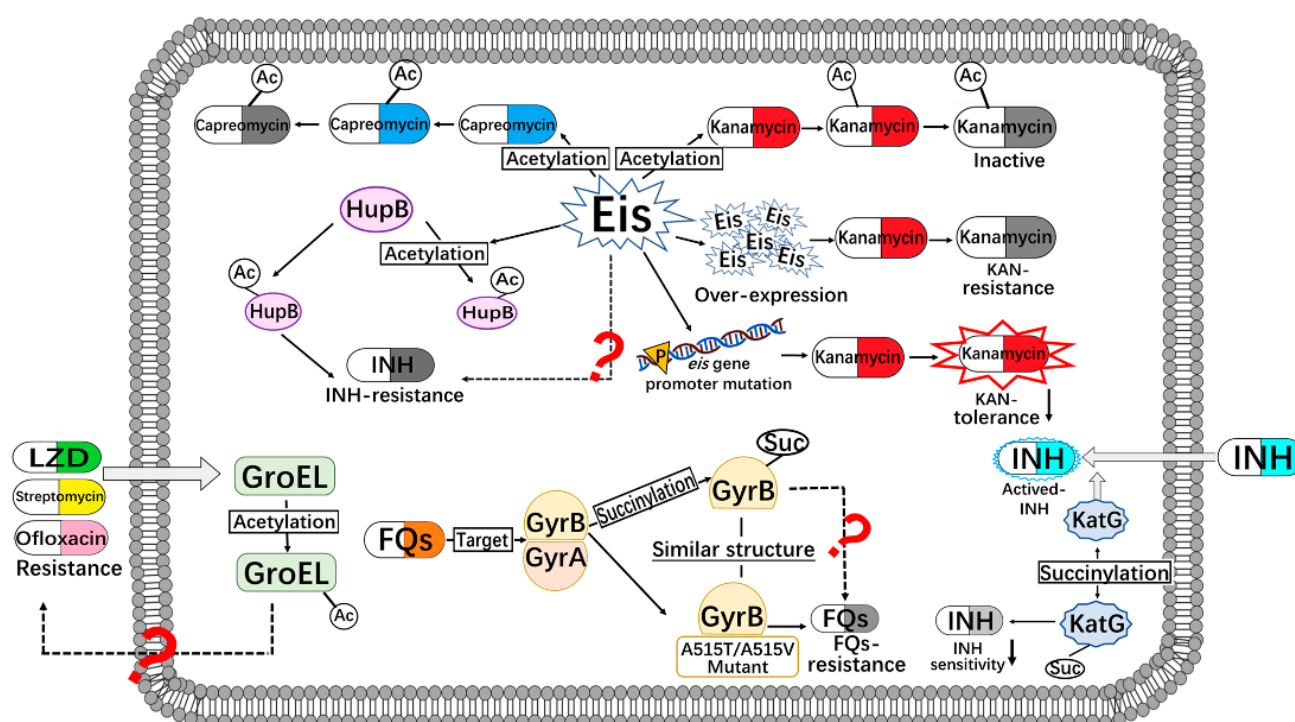 Ac
Ac
Ac
Ac
Capreomycin
Capreomycin
Capreomycin
Kanamycin
Kanamycin
Kanamycin
Inactive
Acetylation
Acetylation
Eis
HupB
Acetylation
Ac
HupB
Ac
HupB
Eis
Eis
Eis
Eis
Eis
Over-expression
Kanamycin
Kanamycin
KAN-
resistance
INH
INH-resistance
?
P
eis gene
promoter mutation
Kanamycin
Kanamycin
KAN-
tolerance
LZD
Streptomycin
Ofloxacin
Resistance
GroEL
Acetylation
GroEL
Ac
?
FQs
Target
GyrB
GyrA
Succinylation
Suc
GyrB
Similar structure
?
GyrB
A515T/A515V
Mutant
FQs
FQs-
resistance
INH
INH
Actived-
INH
KatG
Succinylation
KatG
Suc
INH
INH
sensitivity